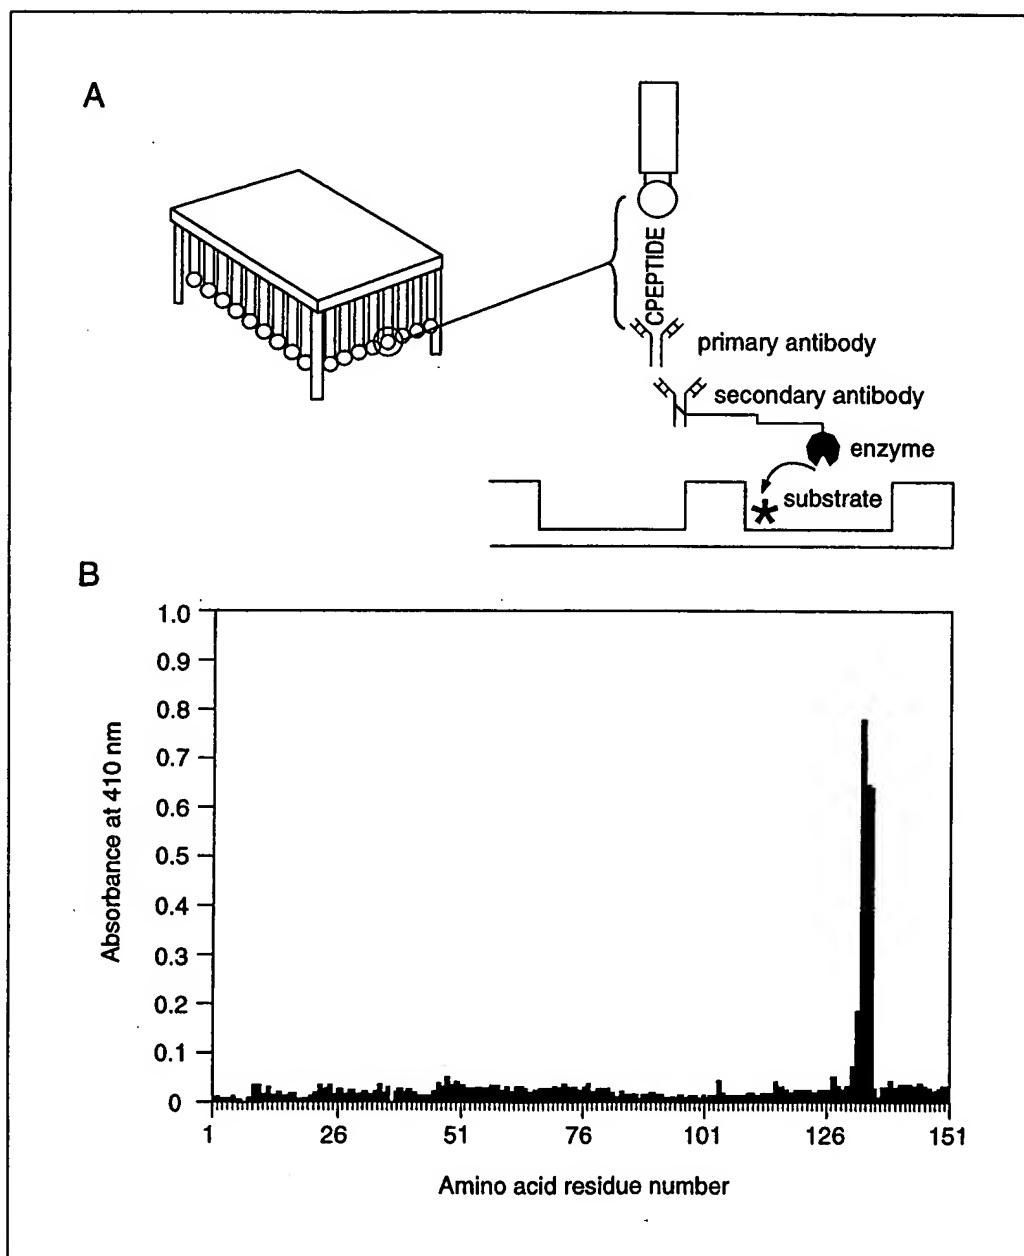 A
CPEPTIDE
primary antibody
secondary antibody
enzyme
substrate
B
1.0
0.9
0.8
0.7
0.6
0.5
0.4
0.3
0.2
0.1
0
Absorbance at 410 nm
1 26 51 76 101 126 151
Amino acid residue number